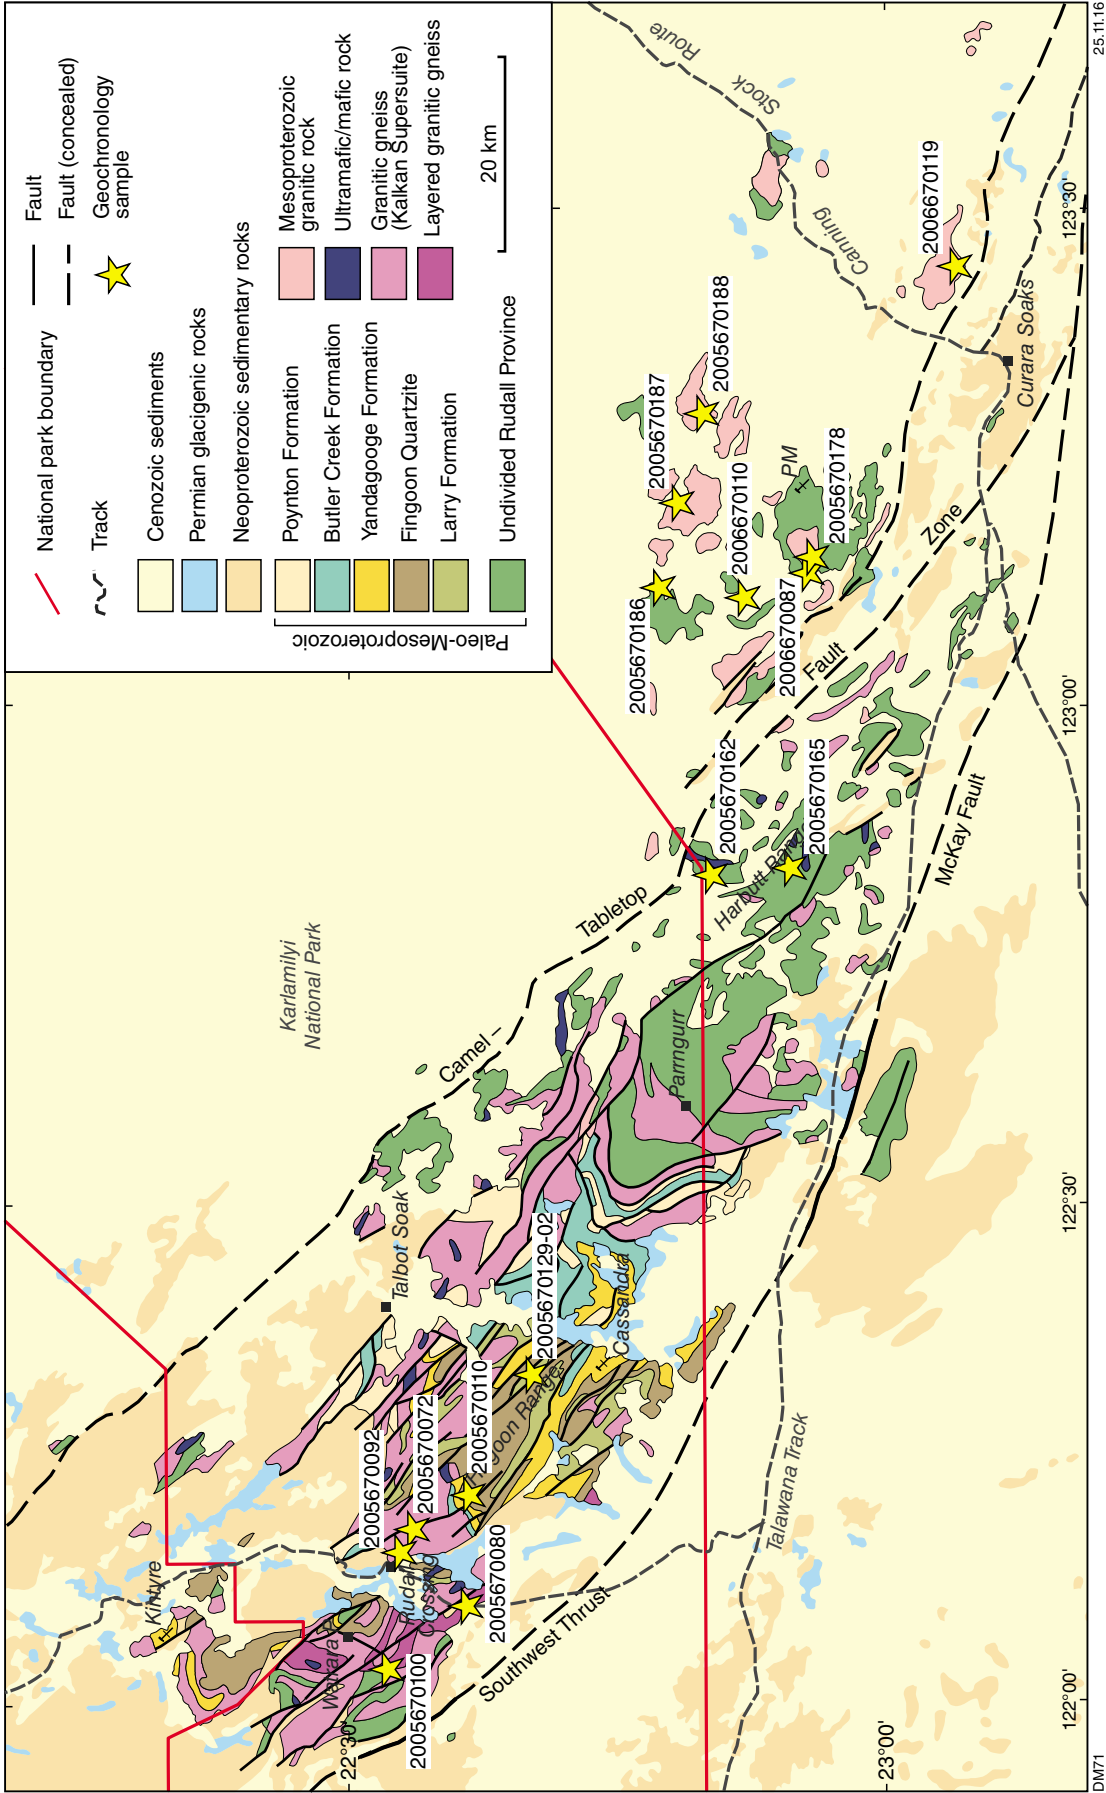 National park boundary
Track
Fault
Fault (concealed)
Geochronology
sample
Cenozoic sediments
Permian glacigenic rocks
Neoproterozoic sedimentary rocks
Paleo-Mesoproterozoic
Poynton Formation
Butler Creek Formation
Yandagooge Formation
Fingoon Quartzite
Larry Formation
Undivided Rudall Province
Mesoproterozoic
granitic rock
Ultramafic/mafic rock
Granitic gneiss
(Kalkan Supersuite)
Layered granitic gneiss
20 km
Karlamilyi
National Park
Kintyre
Talbot Soak
Camel –
Tabletop
Fault
Zone
Canning
Stock
Route
22°30'
Rudall
Crossing
2005670092
2005670072
2005670110
2005670080
2005670100
2005670129-02
Cassandra
Parngurr
Harbutt Range
2005670162
2005670165
2005670186
2005670187
2005670188
2006670110
2006670087
2005670178
PM
2006670119
Curara Soaks
Southwest Thrust
Talawana Track
McKay Fault
23°00'
122°00'
122°30'
123°00'
123°30'
DM71
25.11.16